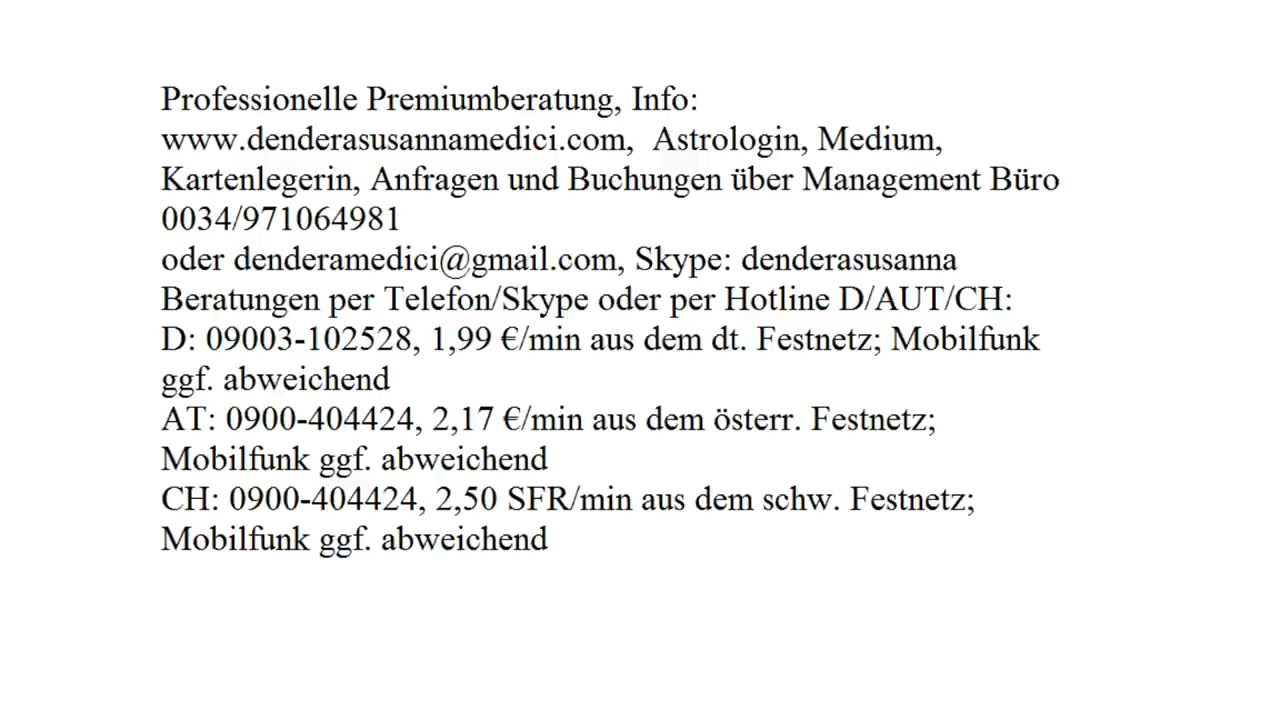 Professionelle Premiumberatung, Info:
www.denderasusannamedici.com,  Astrologin, Medium,
Kartenlegerin, Anfragen und Buchungen über Management Büro
0034/971064981
oder denderamedici@gmail.com, Skype: denderasusanna
Beratungen per Telefon/Skype oder per Hotline D/AUT/CH:
D: 09003-102528, 1,99 €/min aus dem dt. Festnetz; Mobilfunk
ggf. abweichend
AT: 0900-404424, 2,17 €/min aus dem österr. Festnetz;
Mobilfunk ggf. abweichend
CH: 0900-404424, 2,50 SFR/min aus dem schw. Festnetz;
Mobilfunk ggf. abweichend